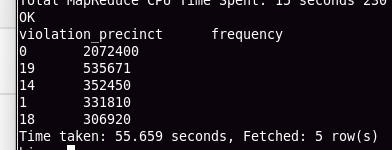 Total MapReduce CPU Time Spent: 15 seconds 230
OK
violation_precinct frequency
0 2072400
19 535671
14 352450
1 331810
18 306920
Time taken: 55.659 seconds, Fetched: 5 row(s)